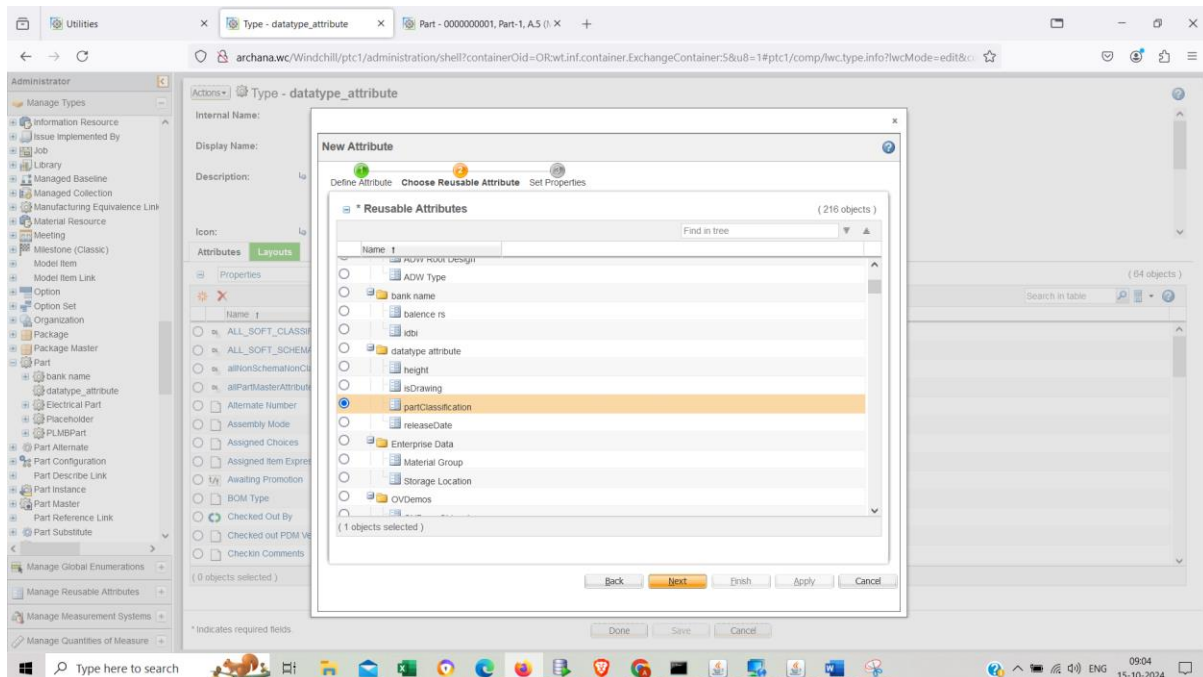 Utilities
Type - datatype_attribute
Part - 0000000001, Part-1, A.5 (
archana.wc/Windchill/ptc1/administration/shell?containerOid=OR:wt.inf.container.ExchangeContainer:5&u8=1#ptc1/comp/lwc.type.info?lwcMode=edit&
Administrator
Manage Types
Information Resource
Issue Implemented By
Job
Library
Managed Baseline
Managed Collection
Manufacturing Equivalence Link
Material Resource
Meeting
Milestone (Classic)
Model Item
Model Item Link
Option
Option Set
Organization
Package
Package Master
Part
bank name
datatype_attribute
Electrical Part
Placeholder
PLMBPart
Part Alternate
Part Configuration
Part Describe Link
Part Instance
Part Master
Part Reference Link
Part Substitute
Manage Global Enumerations
Manage Reusable Attributes
Manage Measurement Systems
Manage Quantities of Measure
Actions Type - datatype_attribute
Internal Name:
Display Name:
Description:
Icon:
Attributes Layouts
Properties
( 64 objects )
Search in table
Name
ALL_SOFT_CLASSIF
ALL_SOFT_SCHEMA
allNonSchemaNonCla
allPartMasterAttribute
Alternate Number
Assembly Mode
Assigned Choices
Assigned Item Expres
Awaiting Promotion
BOM Type
Checked Out By
Checked out PDM Ve
Checkin Comments
( 0 objects selected )
* Indicates required fields
Done Save Cancel
New Attribute
Define Attribute Choose Reusable Attribute Set Properties
* Reusable Attributes ( 216 objects )
Find in tree
Name
ADW Root Design
ADW Type
bank name
balence rs
idbi
datatype attribute
height
isDrawing
partClassification
releaseDate
Enterprise Data
Material Group
Storage Location
OVDemos
( 1 objects selected )
Back Next Finish Apply Cancel
Type here to search
ENG
09:04
15-10-2024